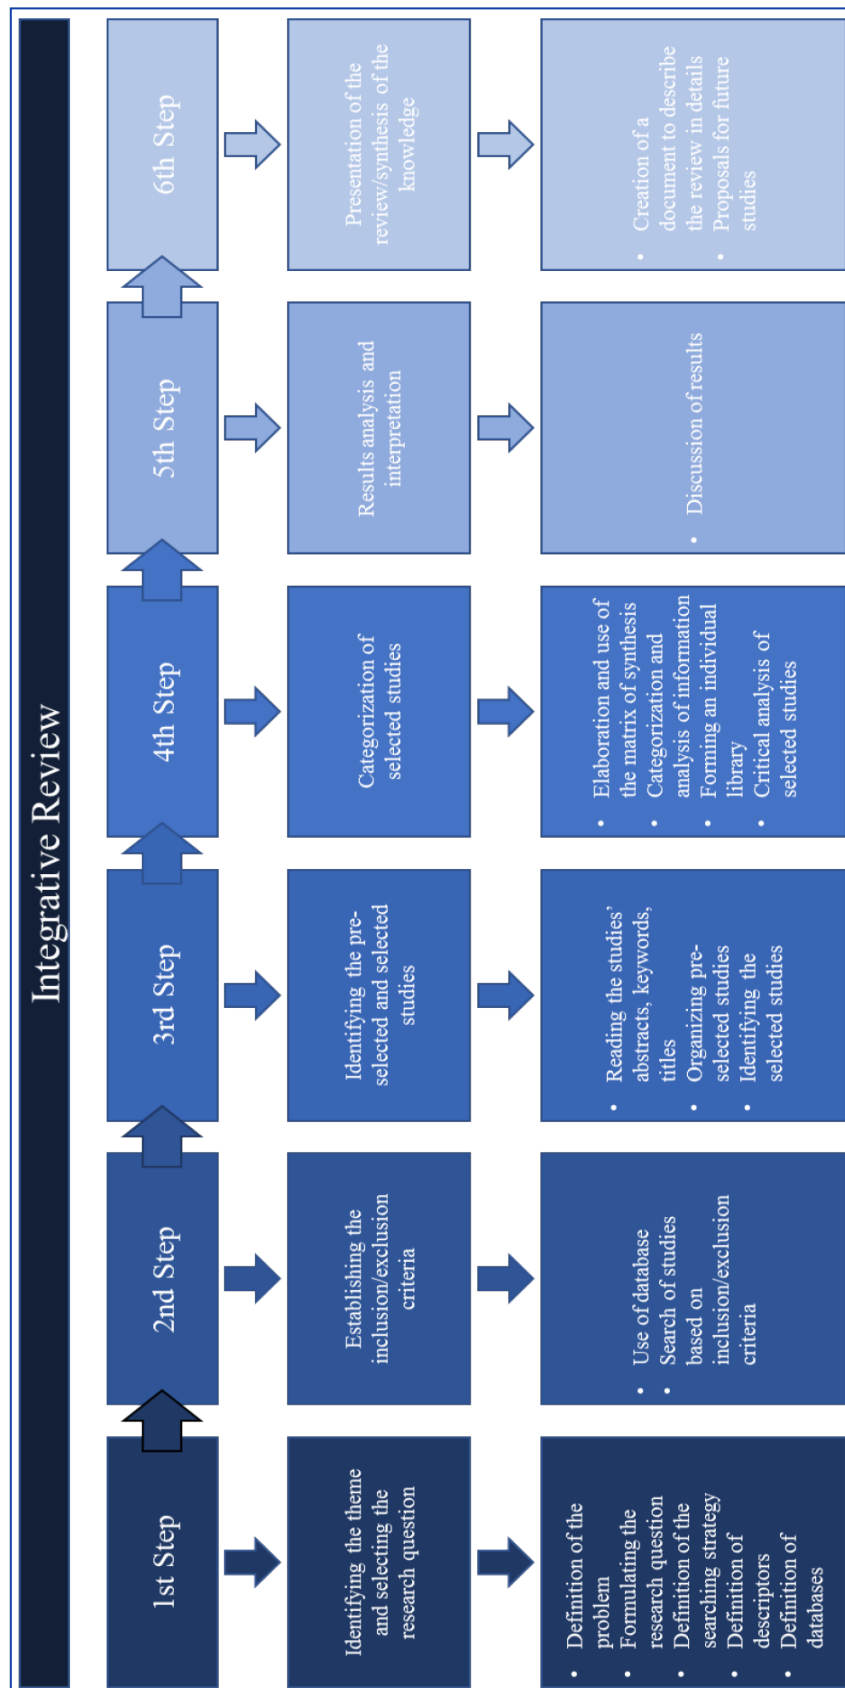 Integrative Review
1st Step
2nd Step
3rd Step
4th Step
5th Step
6th Step
Identifying the theme
and selecting the
research question
Establishing the
inclusion/exclusion
criteria
Identifying the pre-
selected and selected
studies
Categorization of
selected studies
Results analysis and
interpretation
Presentation of the
review/synthesis of the
knowledge
• Definition of the
problem
• Formulating the
research question
• Definition of the
searching strategy
• Definition of
descriptors
• Definition of
databases
• Use of database
• Search of studies
based on
inclusion/exclusion
criteria
• Reading the studies’
abstracts, keywords,
titles
• Organizing pre-
selected studies
• Identifying the
selected studies
• Elaboration and use of
the matrix of synthesis
• Categorization and
analysis of information
• Forming an individual
library
• Critical analysis of
selected studies
• Discussion of results
• Creation of a
document to describe
the review in details
• Proposals for future
studies